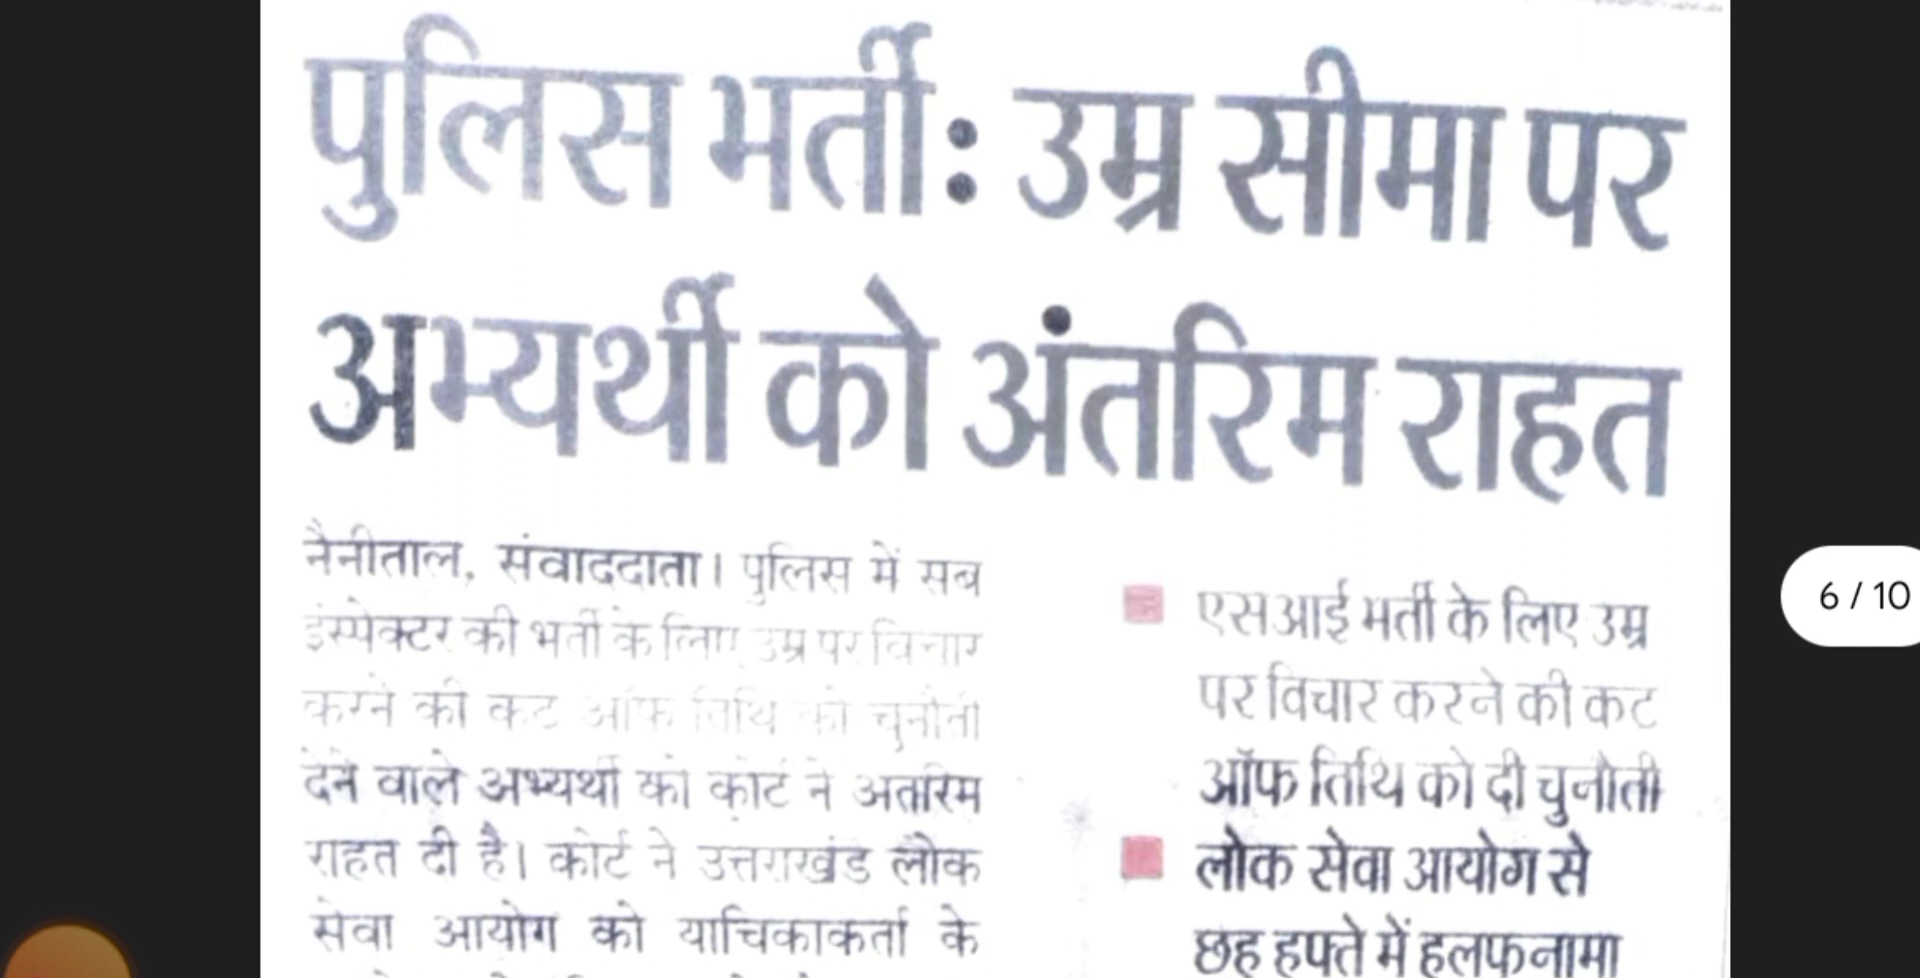 पुलिस भर्ती: उम्र सीमा पर
अभ्यर्थी को अंतरिम राहत
नैनीताल, संवाददाता। पुलिस में सब
इंस्पेक्टर की भर्ती के लिए उम्र पर विचार
करने की कट ऑफ तिथि को चुनौती
देने वाले अभ्यर्थी को कोर्ट ने अंतरिम
राहत दी है। कोर्ट ने उत्तराखंड लोक
सेवा आयोग को याचिकाकर्ता के
एसआई भर्ती के लिए उम्र
पर विचार करने की कट
ऑफ तिथि को दी चुनौती
लोक सेवा आयोग से
छह हफ्ते में हलफनामा
6 / 10